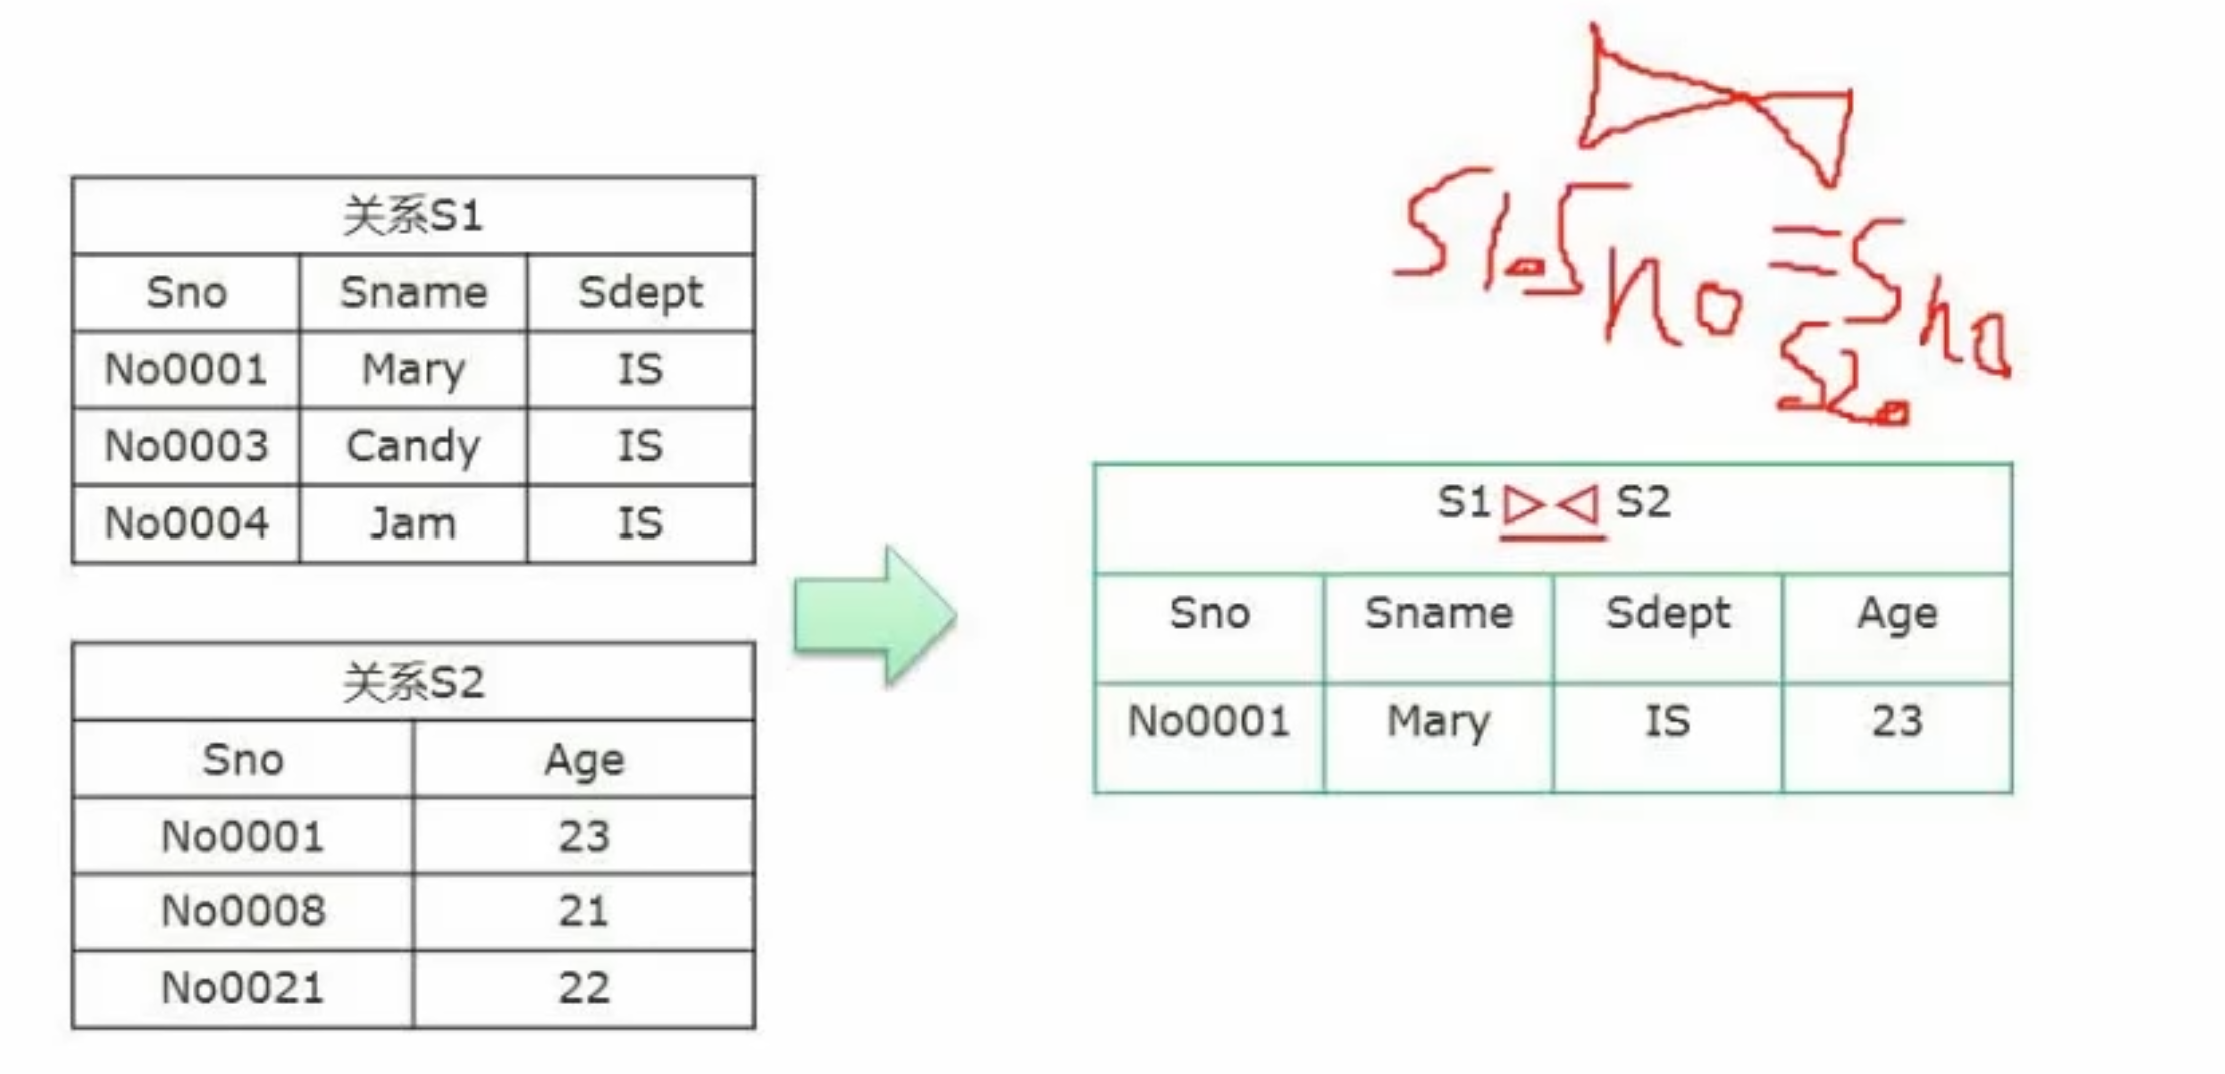 关系S1
Sno Sname Sdept
No0001 Mary IS
No0003 Candy IS
No0004 Jam IS
关系S2
Sno Age
No0001 23
No0008 21
No0021 22
⋈
S1.Sno = S2.Sno
S1 ⋈ S2
Sno Sname Sdept Age
No0001 Mary IS 23